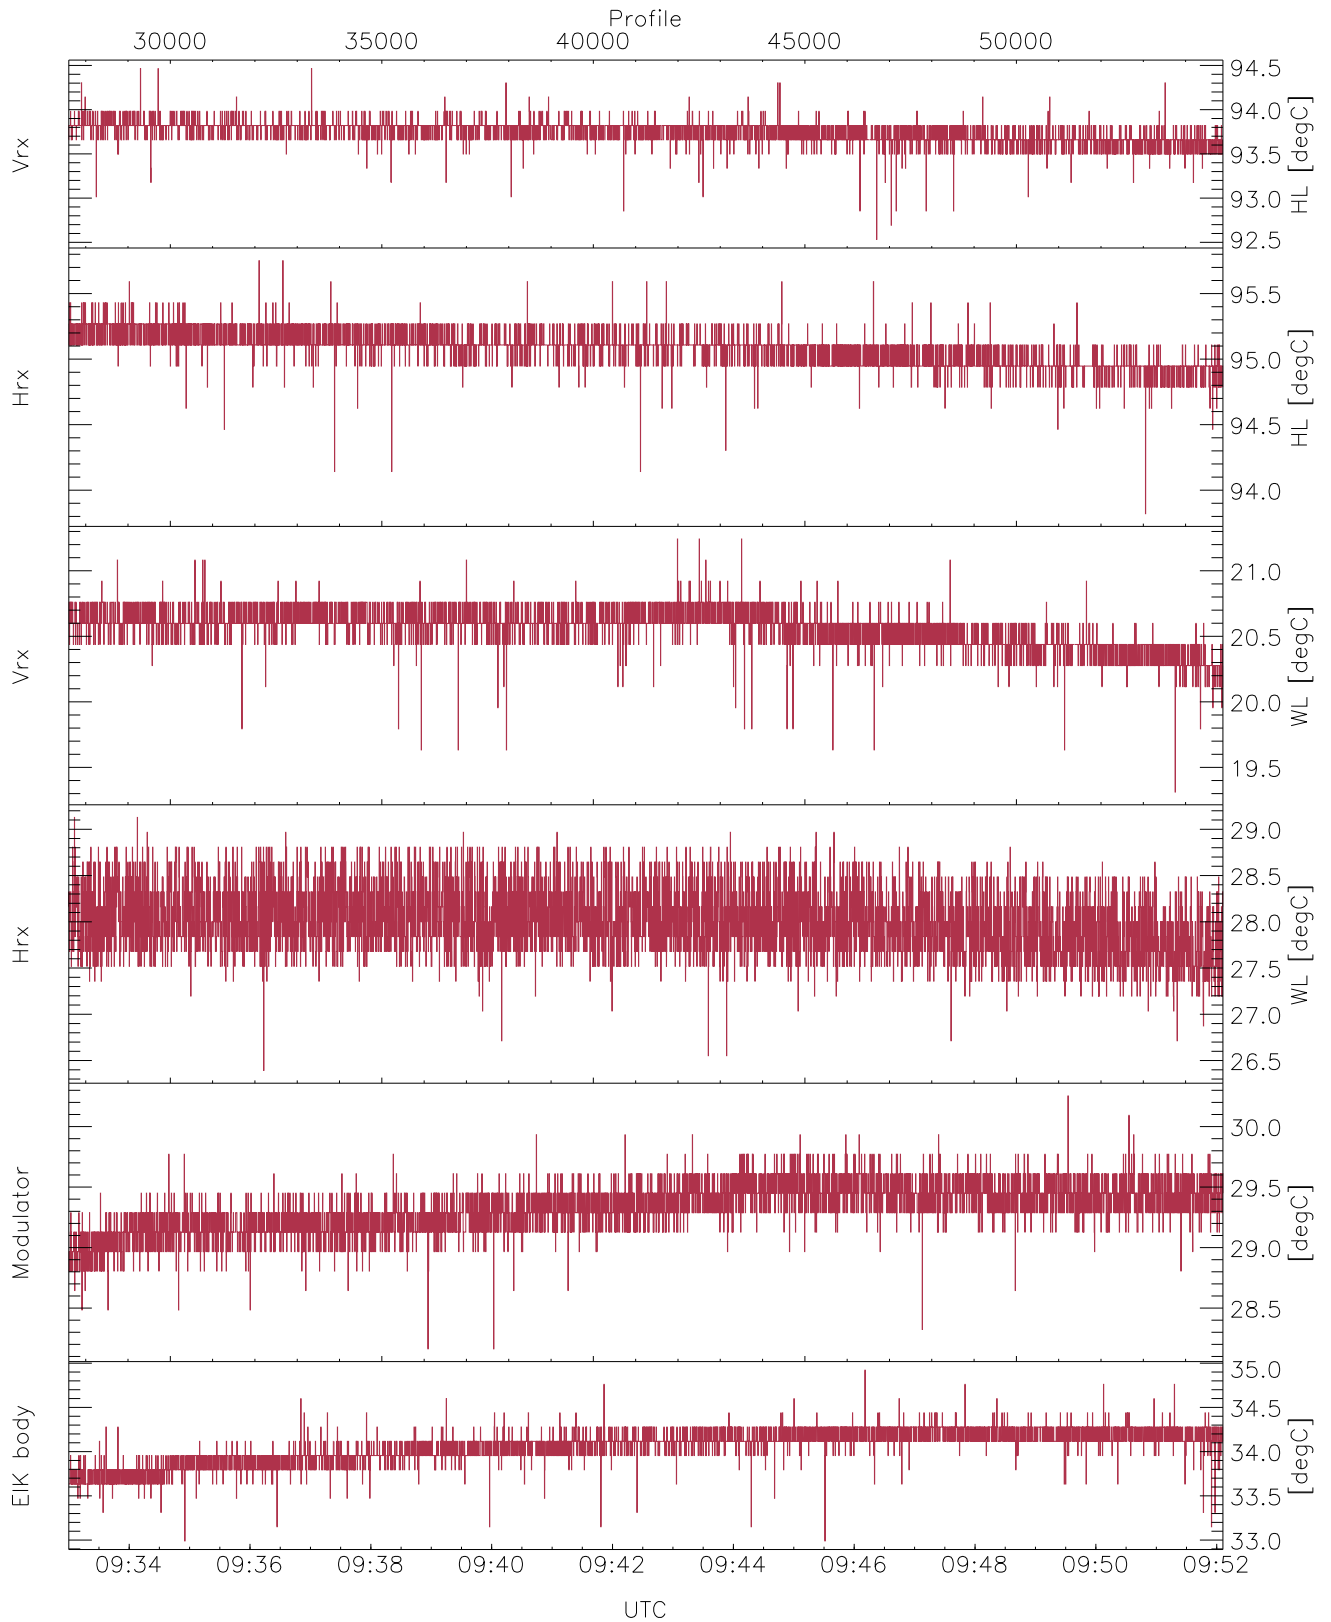 Profile
30000 35000 40000 45000 50000
Vrx
94.5
94.0
93.5
93.0
92.5
HL [degC]
Hrx
95.5
95.0
94.5
94.0
HL [degC]
Vrx
21.0
20.5
20.0
19.5
WL [degC]
Hrx
29.0
28.5
28.0
27.5
27.0
26.5
WL [degC]
Modulator
30.0
29.5
29.0
28.5
[degC]
EIK body
35.0
34.5
34.0
33.5
33.0
[degC]
09:34 09:36 09:38 09:40 09:42 09:44 09:46 09:48 09:50 09:52
UTC